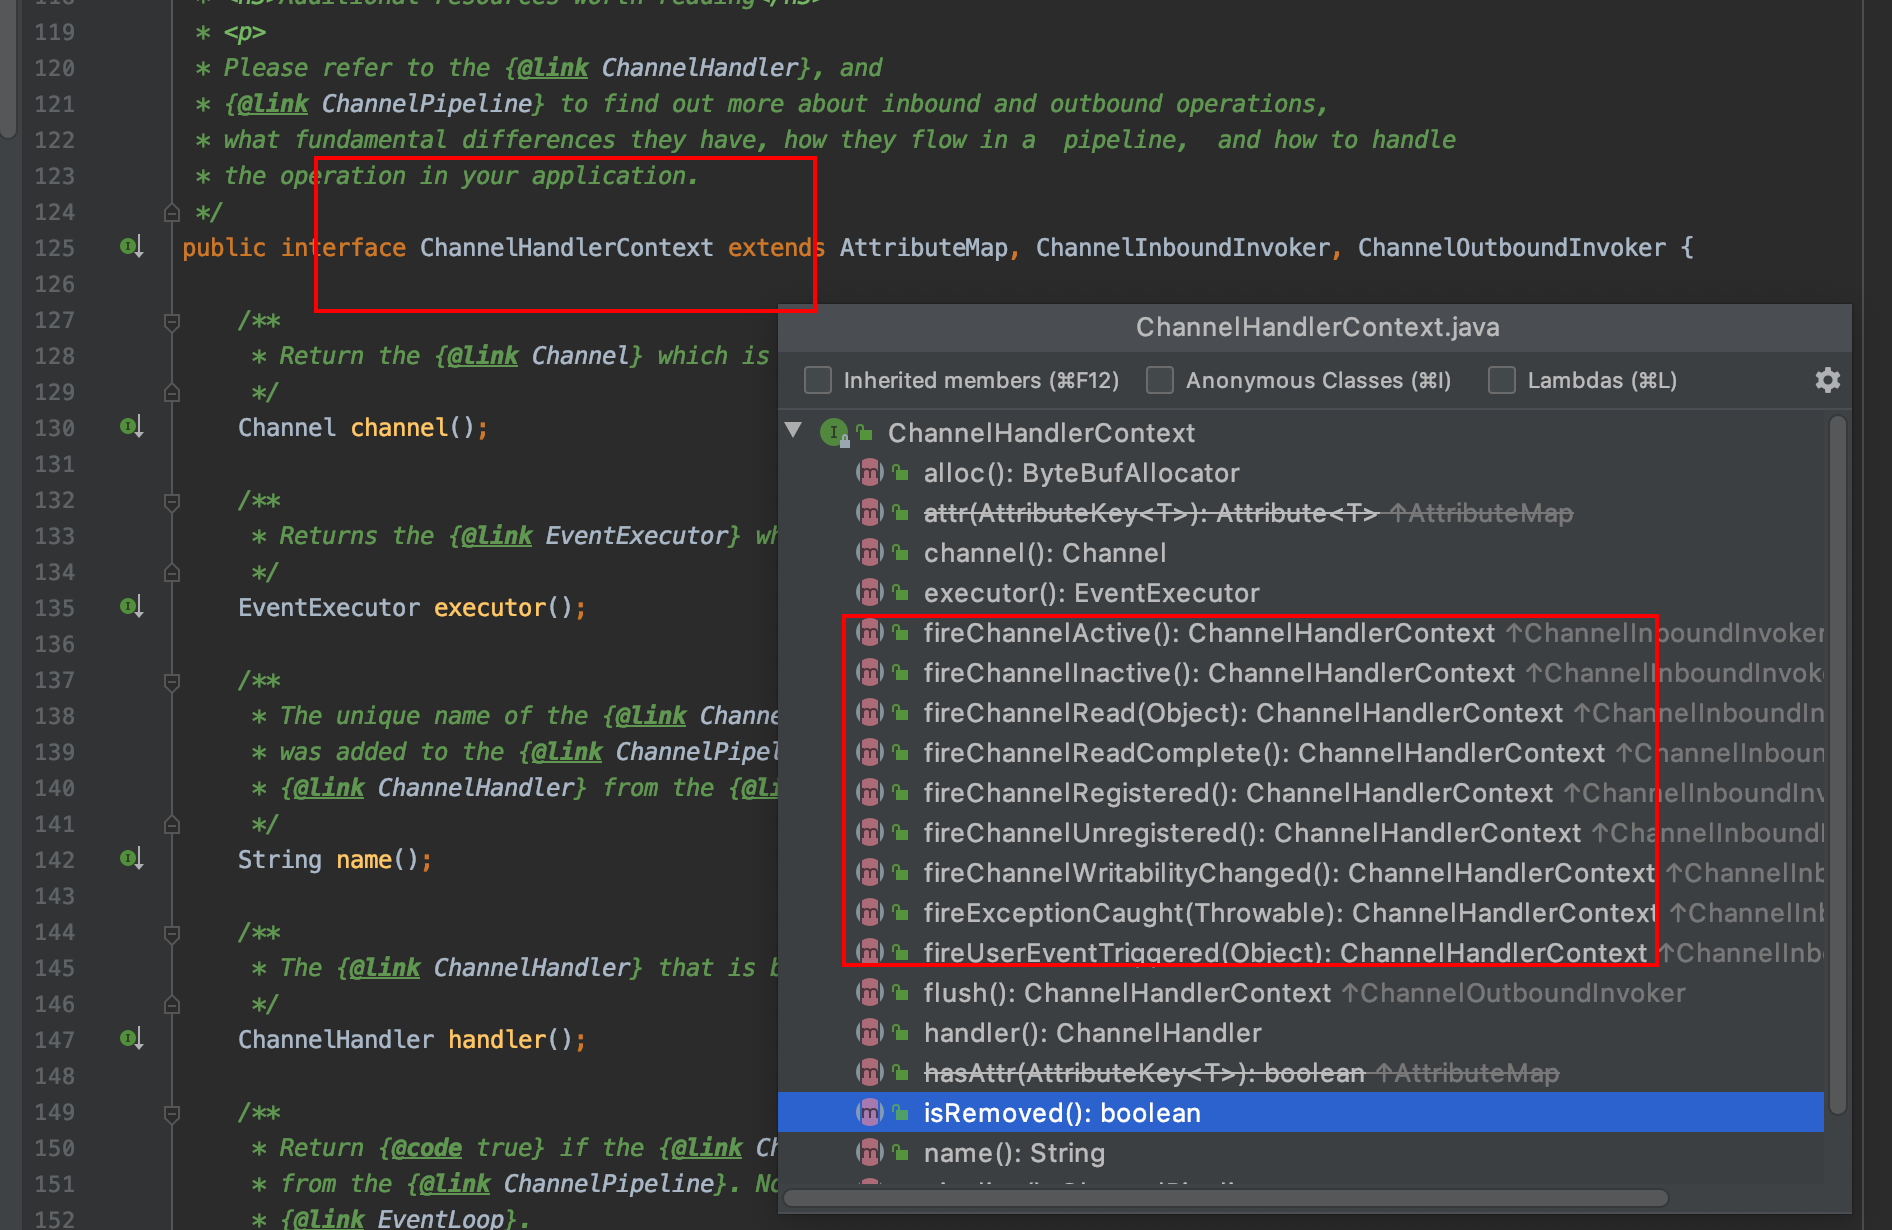 119 * <p>
120 * Please refer to the {@link ChannelHandler}, and
121 * {@link ChannelPipeline} to find out more about inbound and outbound operations,
122 * what fundamental differences they have, how they flow in a  pipeline,  and how to handle
123 * the operation in your application.
124 */
125 public interface ChannelHandlerContext extends AttributeMap, ChannelInboundInvoker, ChannelOutboundInvoker {
126
127 /**
128 * Return the {@link Channel} which is
129 */
130 Channel channel();
131
132 /**
133 * Returns the {@link EventExecutor} wh
134 */
135 EventExecutor executor();
136
137 /**
138 * The unique name of the {@link Channe
139 * was added to the {@link ChannelPipel
140 * {@link ChannelHandler} from the {@li
141 */
142 String name();
143
144 /**
145 * The {@link ChannelHandler} that is b
146 */
147 ChannelHandler handler();
148
149 /**
150 * Return {@code true} if the {@link Ch
151 * from the {@link ChannelPipeline}. No
152 * {@link EventLoop}.
ChannelHandlerContext.java
Inherited members (⌘F12) Anonymous Classes (⌘I) Lambdas (⌘L)
ChannelHandlerContext
alloc(): ByteBufAllocator
attr(AttributeKey<T>): Attribute<T> ↑AttributeMap
channel(): Channel
executor(): EventExecutor
fireChannelActive(): ChannelHandlerContext ↑ChannelInboundInvoker
fireChannelInactive(): ChannelHandlerContext ↑ChannelInboundInvok
fireChannelRead(Object): ChannelHandlerContext ↑ChannelInboundIn
fireChannelReadComplete(): ChannelHandlerContext ↑ChannelInboun
fireChannelRegistered(): ChannelHandlerContext ↑ChannelInboundInv
fireChannelUnregistered(): ChannelHandlerContext ↑ChannelInboundI
fireChannelWritabilityChanged(): ChannelHandlerContext ↑ChannelInb
fireExceptionCaught(Throwable): ChannelHandlerContext ↑ChannelInb
fireUserEventTriggered(Object): ChannelHandlerContext ↑ChannelInbo
flush(): ChannelHandlerContext ↑ChannelOutboundInvoker
handler(): ChannelHandler
hasAttr(AttributeKey<T>): boolean ↑AttributeMap
isRemoved(): boolean
name(): String